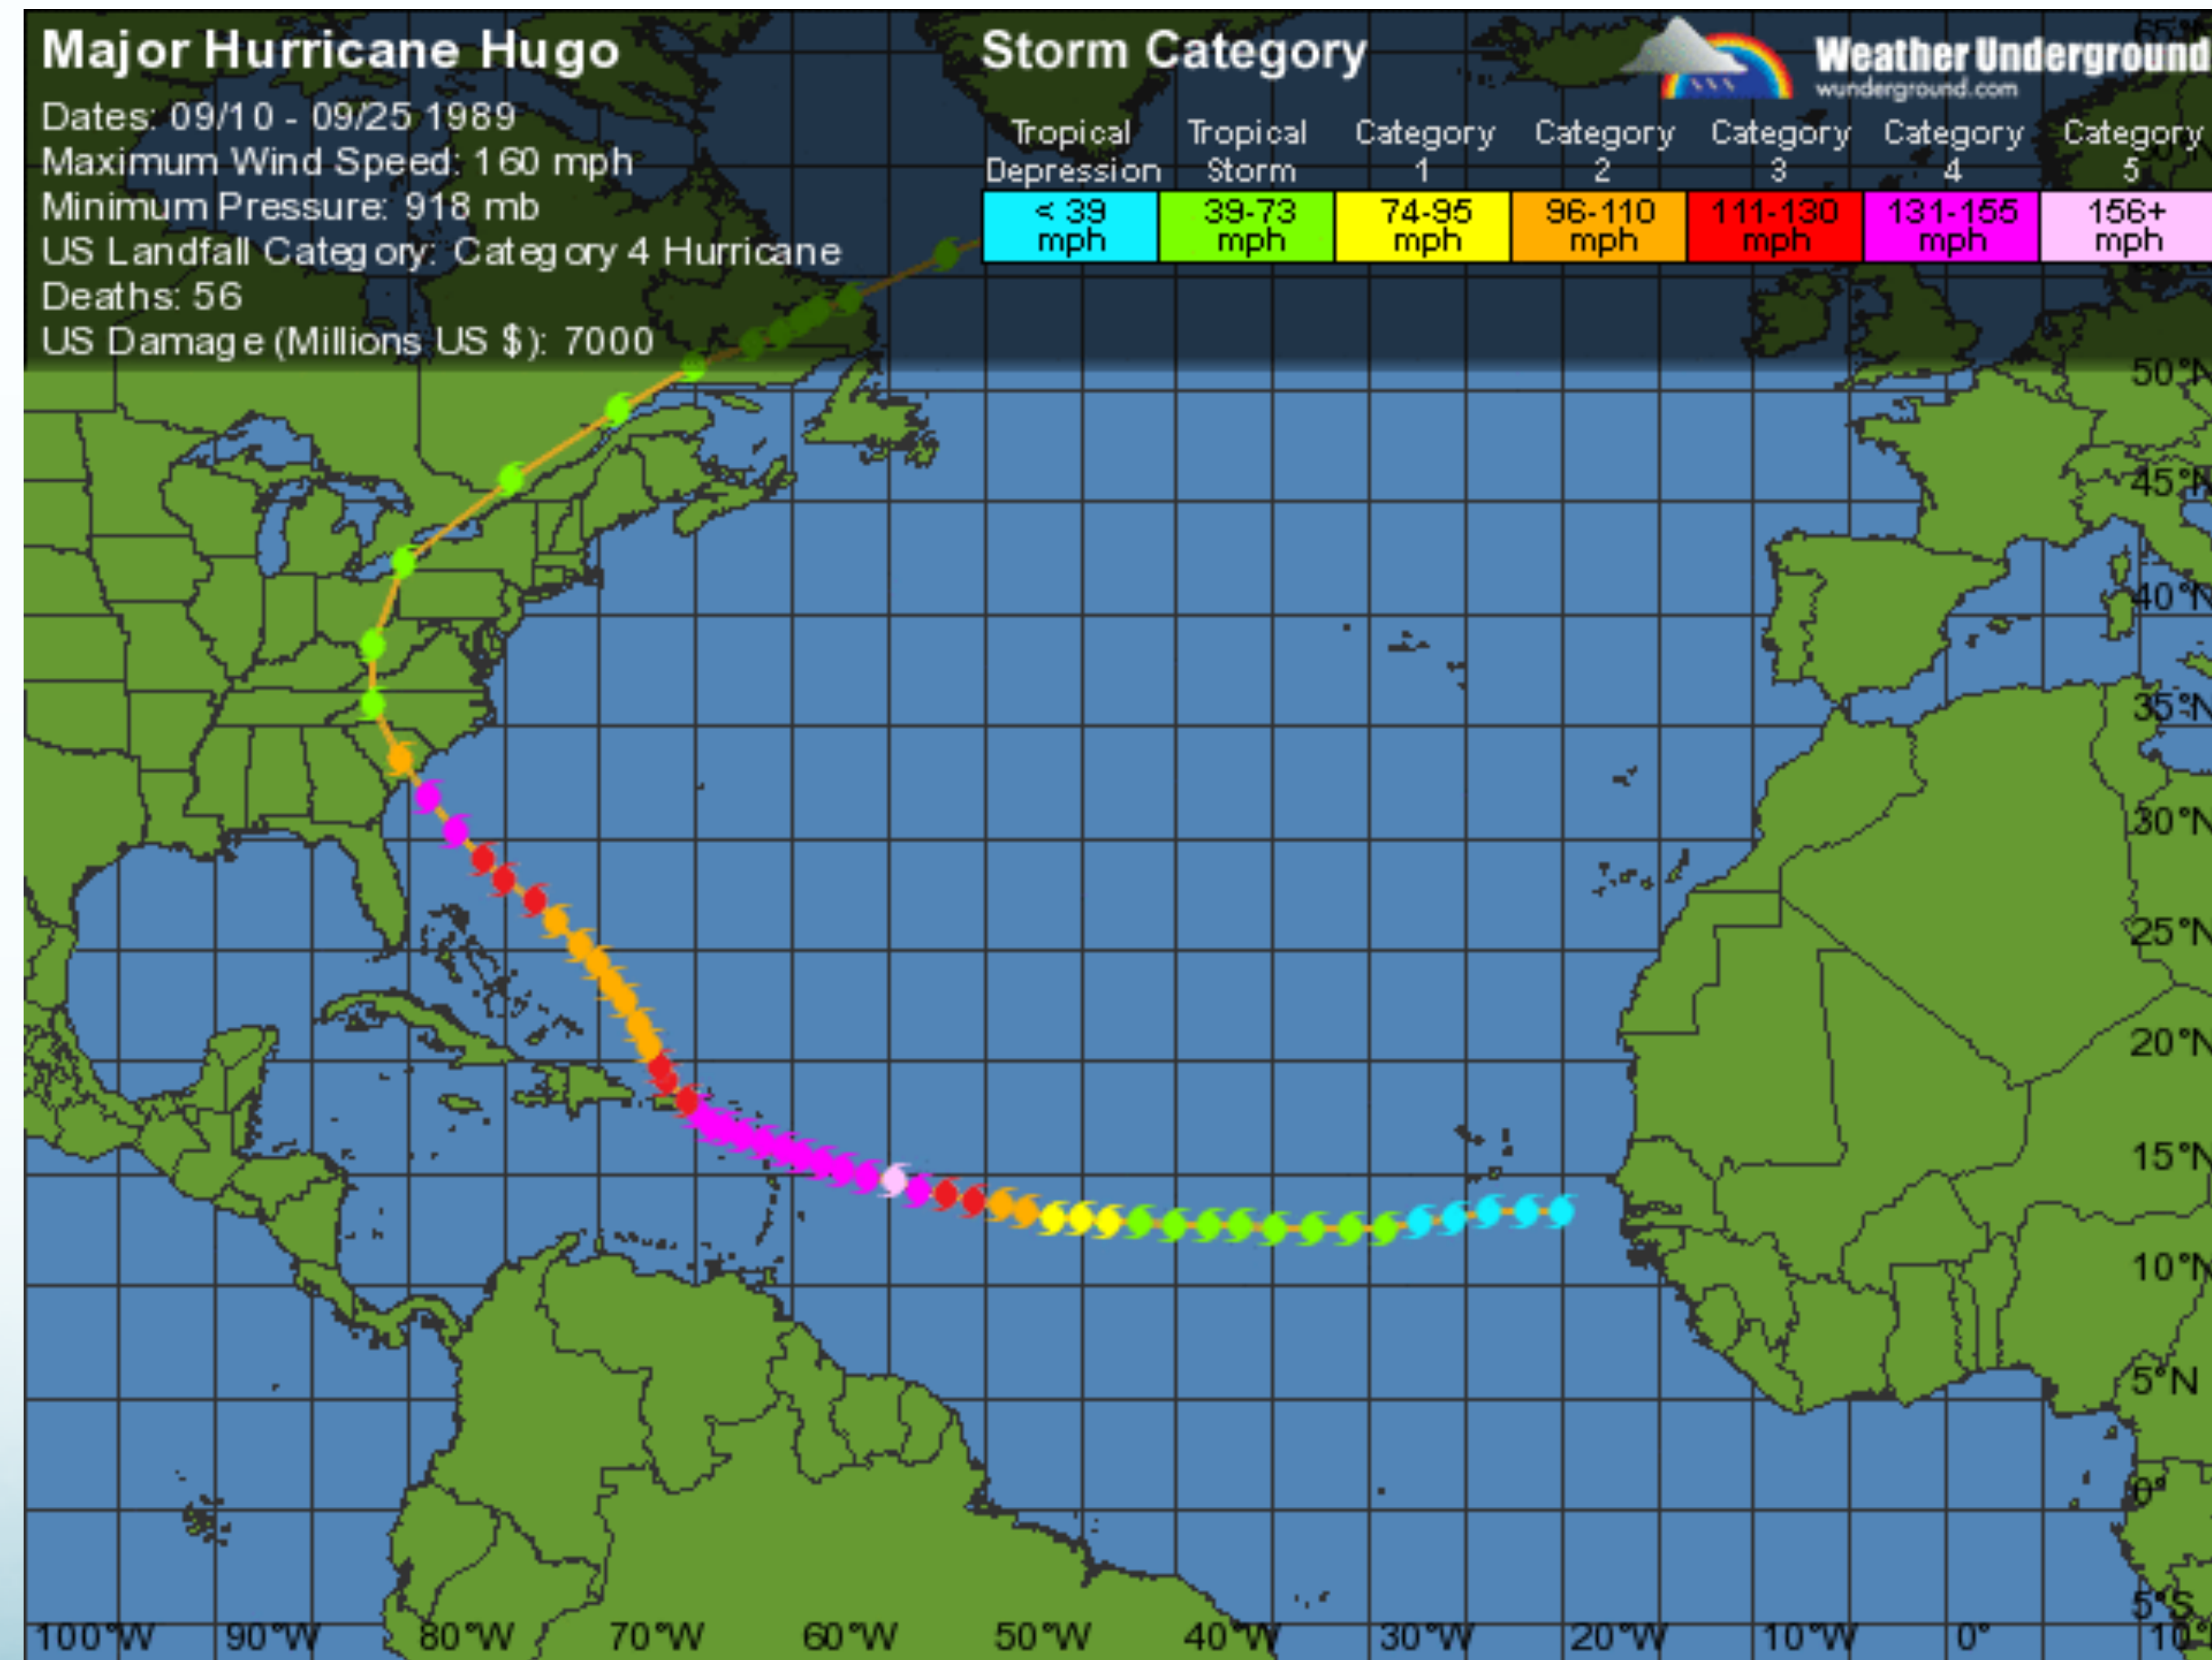 Major Hurricane Hugo
Dates: 09/10 - 09/25 1989
Maximum Wind Speed: 160 mph
Minimum Pressure: 918 mb
US Landfall Category: Category 4 Hurricane
Deaths: 56
US Damage (Millions US $): 7000
Storm Category
Weather Underground
wunderground.com
Tropical Depression
Tropical Storm
Category 1
Category 2
Category 3
Category 4
Category 5
< 39 mph
39-73 mph
74-95 mph
96-110 mph
111-130 mph
131-155 mph
156+ mph
65°N
50°N
45°N
40°N
35°N
30°N
25°N
20°N
15°N
10°N
5°N
0°
5°S
100°W 90°W 80°W 70°W 60°W 50°W 40°W 30°W 20°W 10°W 0° 10°